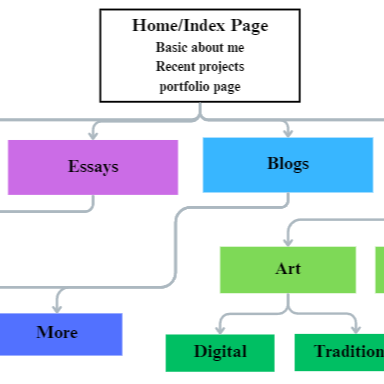 Home/Index Page
Basic about me
Recent projects
portfolio page
Essays
Blogs
Art
More
Digital
Tradition